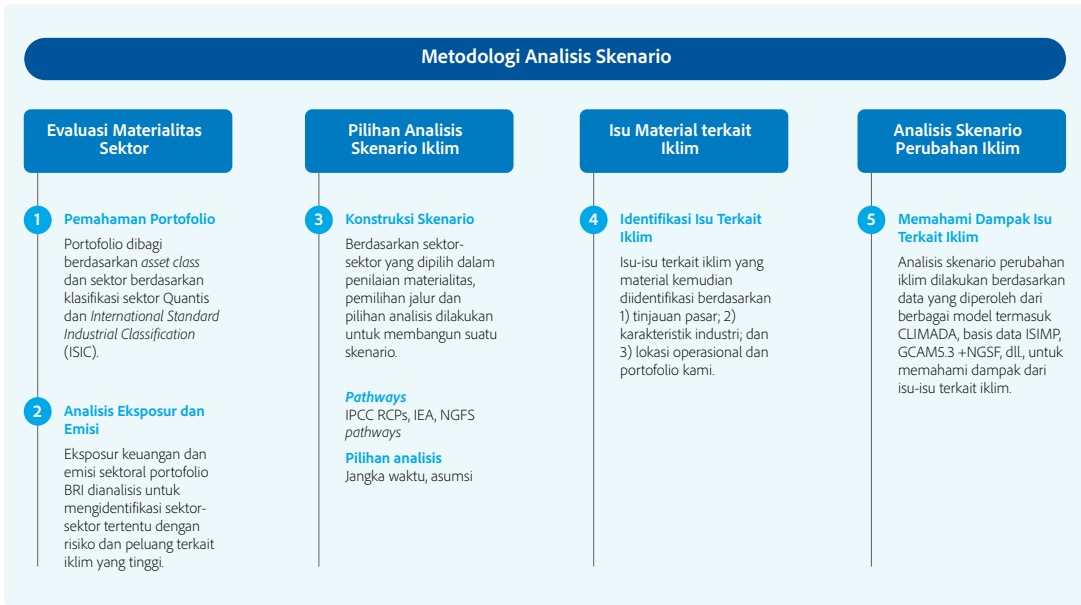 Metodologi Analisis Skenario
Evaluasi Materialitas
Sektor
1
Pemahaman Portofolio
Portofolio dibagi
berdasarkan asset class
dan sektor berdasarkan
klasifikasi sektor Quantis
dan International Standard
Industrial Classification
(ISIC).
2
Analisis Eksposur dan
Emisi
Eksposur keuangan dan
emisi sektoral portofolio
BRI dianalisis untuk
mengidentifikasi sektor-
sektor tertentu dengan
risiko dan peluang terkait
iklim yang tinggi.
Pilihan Analisis
Skenario Iklim
3
Konstruksi Skenario
Berdasarkan sektor-
sektor yang dipilih dalam
penilaian materialitas,
pemilihan jalur dan
pilihan analisis dilakukan
untuk membangun suatu
skenario.
Pathways
IPCC RCPs, IEA, NGFS
pathways
Pilihan analisis
Jangka waktu, asumsi
Isu Material terkait
Iklim
4
Identifikasi Isu Terkait
Iklim
Isu-isu terkait iklim yang
material kemudian
diidentifikasi berdasarkan
1) tinjauan pasar; 2)
karakteristik industri; dan
3) lokasi operasional dan
portofolio kami.
Analisis Skenario
Perubahan Iklim
5
Memahami Dampak Isu
Terkait Iklim
Analisis skenario perubahan
iklim dilakukan berdasarkan
data yang diperoleh dari
berbagai model termasuk
CLIMADA, basis data ISIMP,
GCAM5.3 +NGSF, dll., untuk
memahami dampak dari
isu-isu terkait iklim.